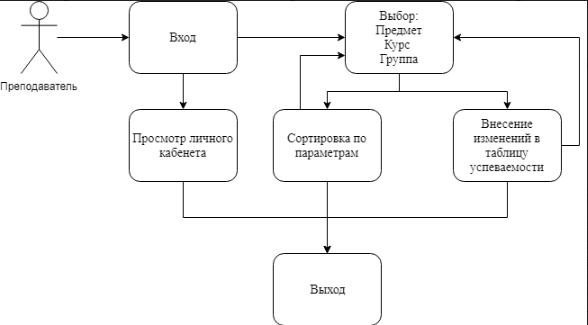 Преподаватель
Вход
Выбор:
Предмет
Курс
Группа
Просмотр личного
кабенета
Сортировка по
параметрам
Внесение
изменений в
таблицу
успеваемости
Выход